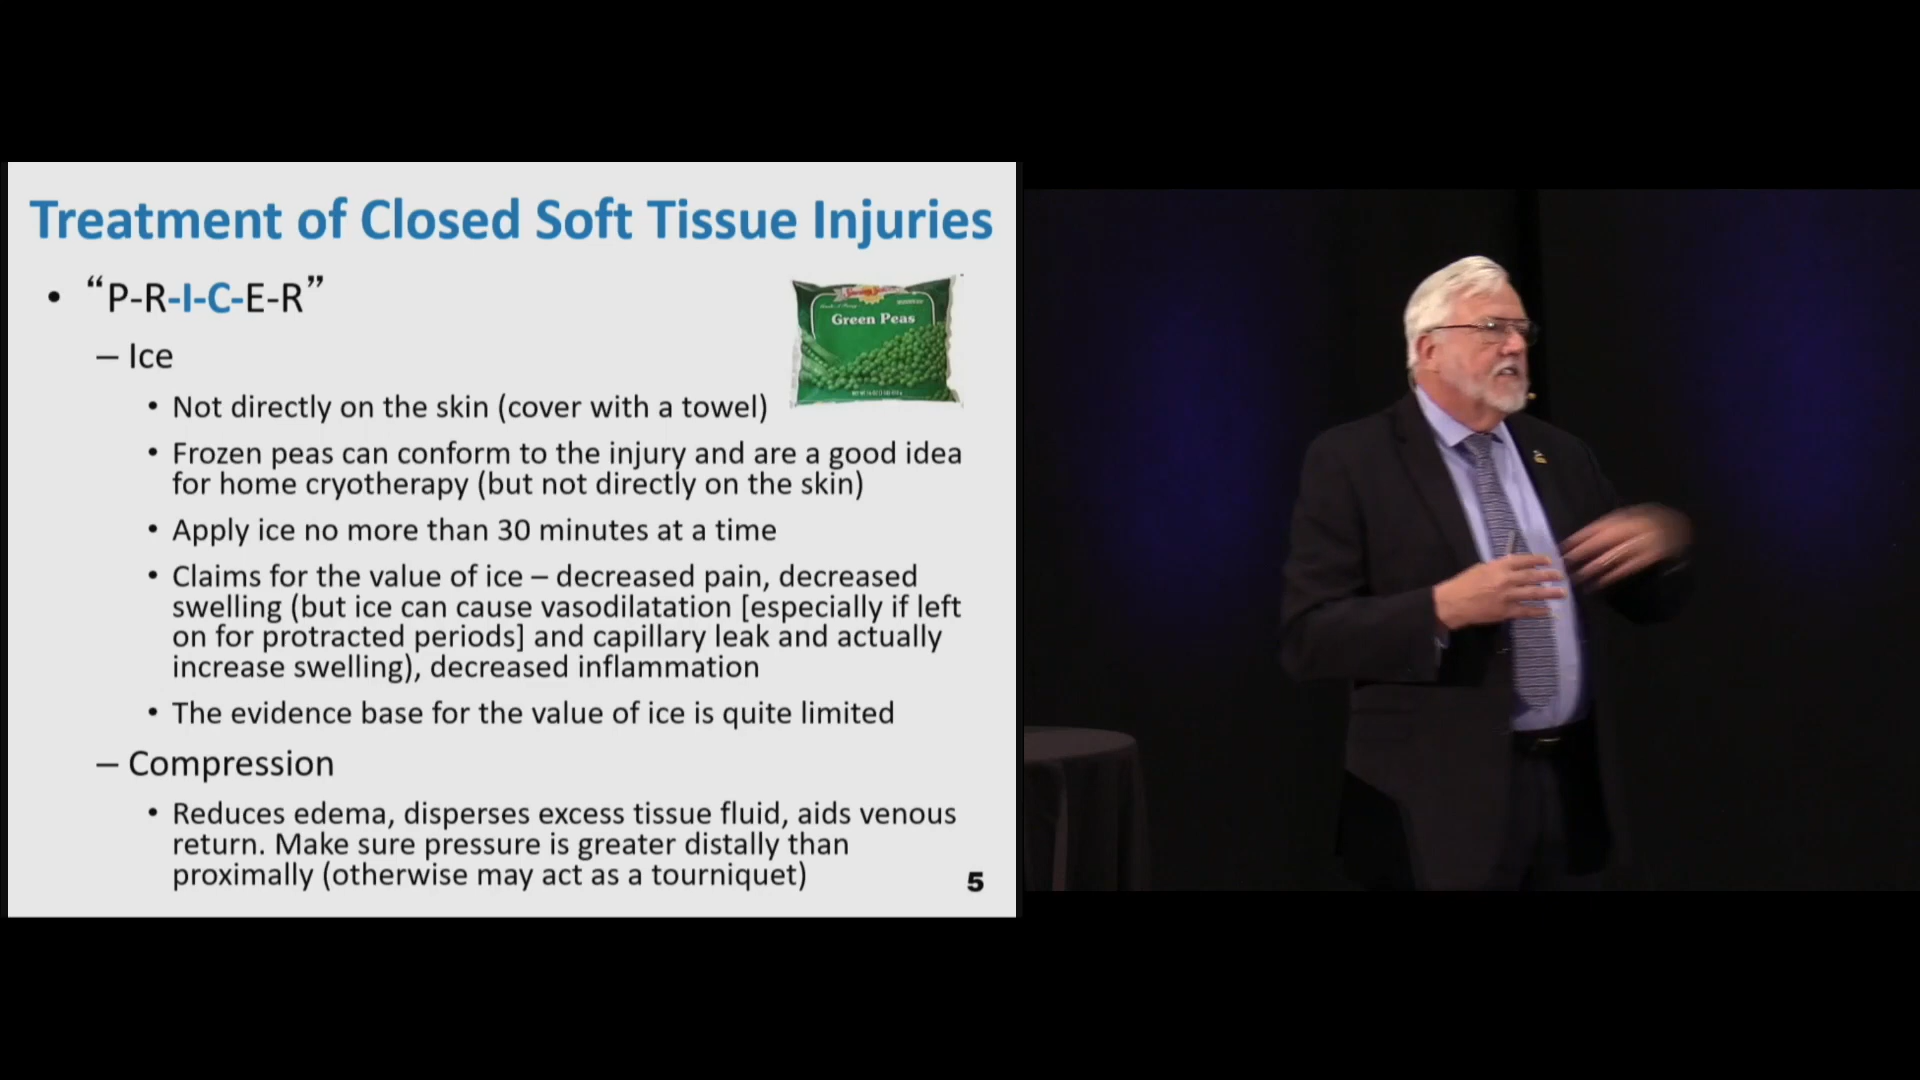 Treatment of Closed Soft Tissue Injuries
• “P-R-I-C-E-R”
– Ice
• Not directly on the skin (cover with a towel)
• Frozen peas can conform to the injury and are a good idea
for home cryotherapy (but not directly on the skin)
• Apply ice no more than 30 minutes at a time
• Claims for the value of ice – decreased pain, decreased
swelling (but ice can cause vasodilatation [especially if left
on for protracted periods] and capillary leak and actually
increase swelling), decreased inflammation
• The evidence base for the value of ice is quite limited
– Compression
• Reduces edema, disperses excess tissue fluid, aids venous
return. Make sure pressure is greater distally than
proximally (otherwise may act as a tourniquet)
5
Green Peas